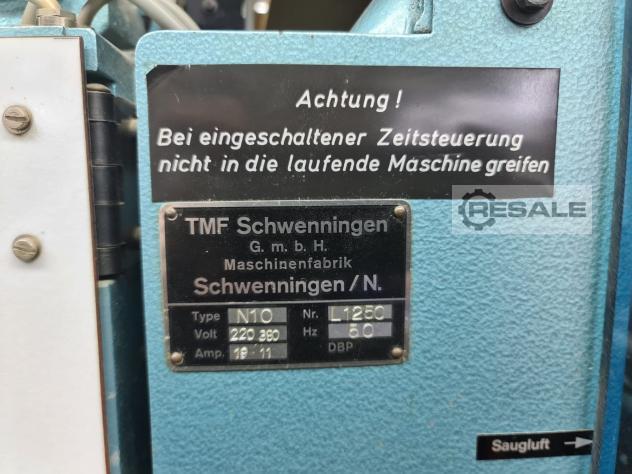 Achtung!
Bei eingeschaltener Zeitsteuerung
nicht in die laufende Maschine greifen
RESALE
TMF Schwenningen
G. m. b. H.
Maschinenfabrik
Schwenningen/N.
Type N10 Nr. L1250
Volt 220 380 Hz 50
Amp. 19 11 DBP
Saugluft